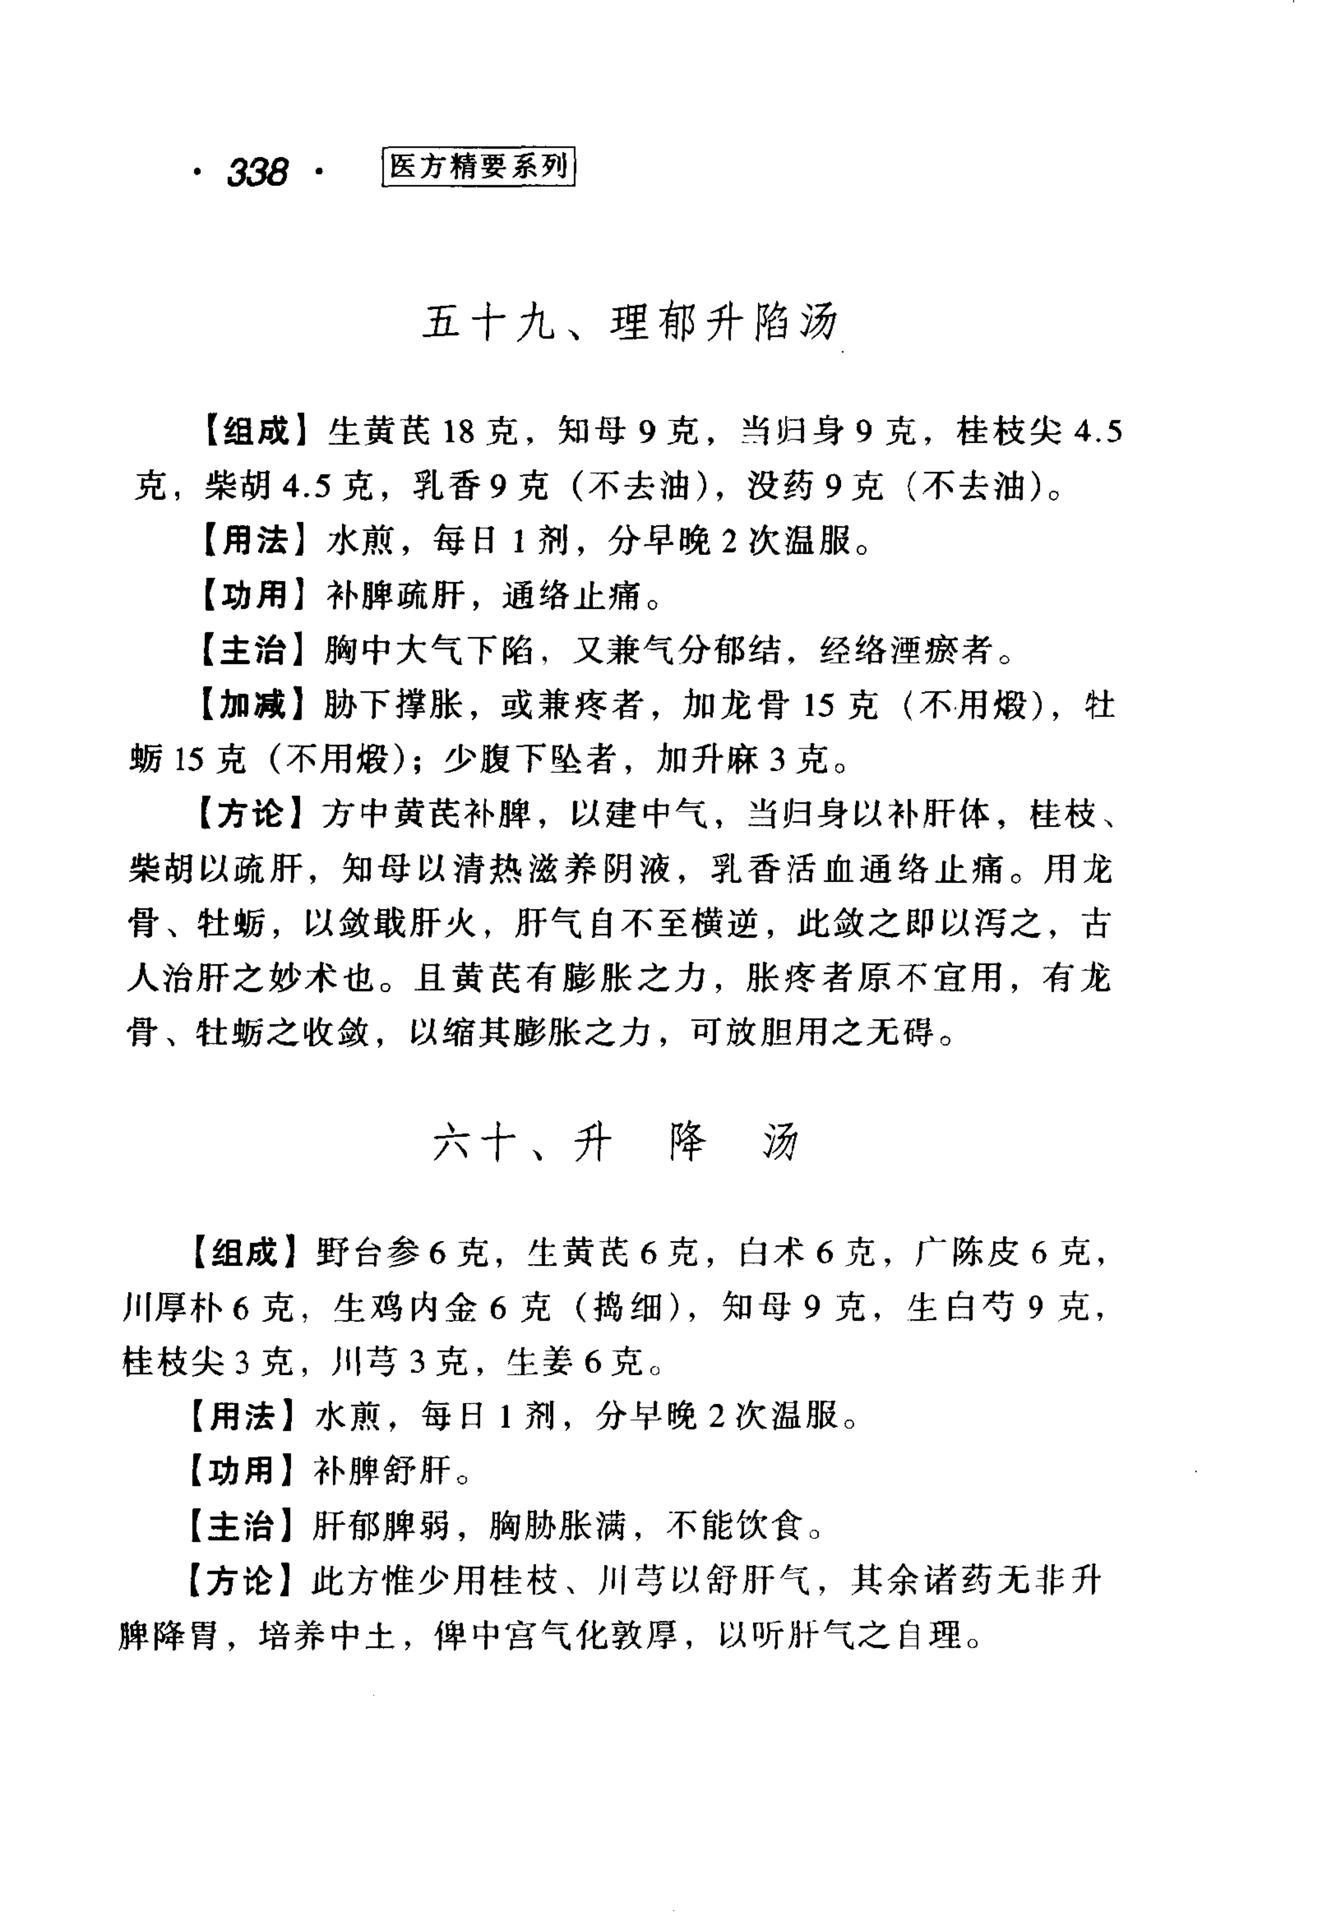 · 338 · 医方精要系列
五十九、理郁升陷汤
【组成】生黄芪 18 克，知母 9 克，当归身 9 克，桂枝尖 4.5
克，柴胡 4.5 克，乳香 9 克（不去油），没药 9 克（不去油）。
【用法】水煎，每日 1 剂，分早晚 2 次温服。
【功用】补脾疏肝，通络止痛。
【主治】胸中大气下陷，又兼气分郁结，经络湮瘀者。
【加减】胁下撑胀，或兼疼者，加龙骨 15 克（不用煅），牡
蛎 15 克（不用煅）；少腹下坠者，加升麻 3 克。
【方论】方中黄芪补脾，以建中气，当归身以补肝体，桂枝、
柴胡以疏肝，知母以清热滋养阴液，乳香活血通络止痛。用龙
骨、牡蛎，以敛戢肝火，肝气自不至横逆，此敛之即以泻之，古
人治肝之妙术也。且黄芪有膨胀之力，胀疼者原不宜用，有龙
骨、牡蛎之收敛，以缩其膨胀之力，可放胆用之无碍。
六十、升 降 汤
【组成】野台参 6 克，生黄芪 6 克，白术 6 克，广陈皮 6 克，
川厚朴 6 克，生鸡内金 6 克（捣细），知母 9 克，生白芍 9 克，
桂枝尖 3 克，川芎 3 克，生姜 6 克。
【用法】水煎，每日 1 剂，分早晚 2 次温服。
【功用】补脾舒肝。
【主治】肝郁脾弱，胸胁胀满，不能饮食。
【方论】此方惟少用桂枝、川芎以舒肝气，其余诸药无非升
脾降胃，培养中土，俾中宫气化敦厚，以听肝气之自理。